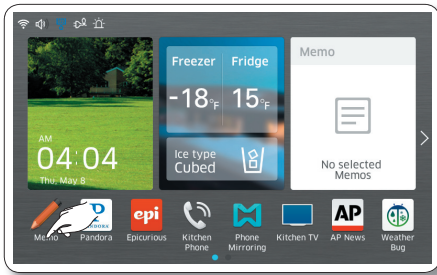 Freezer Fridge
-18°F 15°F
Ice type
Cubed
Memo
No selected
Memos
AM
04:04
Thu, May 8
epi
AP
Memo
Pandora
Epicurious
Kitchen
Phone
Phone
Mirroring
Kitchen TV
AP News
Weather
Bug